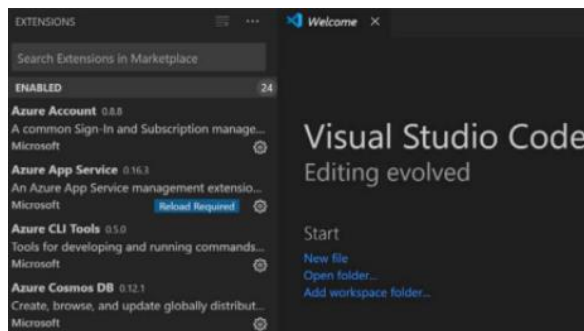 EXTENSIONS
Search Extensions in Marketplace
ENABLED 24
Azure Account 0.8.8
A common Sign-In and Subscription manage...
Microsoft
Azure App Service 0.16.3
An Azure App Service management extensio...
Microsoft Reload Required
Azure CLI Tools 0.5.0
Tools for developing and running commands...
Microsoft
Azure Cosmos DB 0.12.1
Create, browse, and update globally distribut...
Microsoft
Welcome
Visual Studio Code
Editing evolved
Start
New file
Open folder...
Add workspace folder...